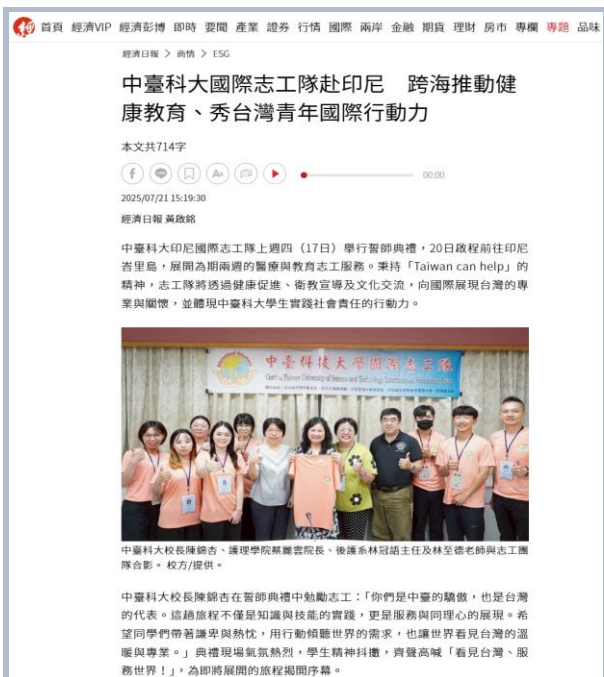 經 首頁 經濟VIP 經濟彭博 即時 要聞 產業 證券 行情 國際 兩岸 金融 期貨 理財 房市 專欄 專題 品味
經濟日報 > 商情 > ESG
中臺科大國際志工隊赴印尼　跨海推動健
康教育、秀台灣青年國際行動力
本文共714字
00:00
2025/07/21 15:19:30
經濟日報 黃啟銘
中臺科大印尼國際志工隊上週四（17日）舉行誓師典禮，20日啟程前往印尼
峇里島，展開為期兩週的醫療與教育志工服務。秉持「Taiwan can help」的
精神，志工隊將透過健康促進、衛教宣導及文化交流，向國際展現台灣的專
業與關懷，並體現中臺科大學生實踐社會責任的行動力。
中臺科技大學國際志工隊
Central Taiwan University of Science and Technology International Volunteers
中臺科大校長陳錦杏、護理學院蔡麗雲院長、後護系林冠語主任及林至德老師與志工團
隊合影。 校方/提供。
中臺科大校長陳錦杏在誓師典禮中勉勵志工：「你們是中臺的驕傲，也是台灣
的代表。這趟旅程不僅是知識與技能的實踐，更是服務與同理心的展現。希
望同學們帶著謙卑與熱忱，用行動傾聽世界的需求，也讓世界看見台灣的溫
暖與專業。」典禮現場氣氛熱烈，學生精神抖擻，齊聲高喊「看見台灣、服
務世界！」，為即將展開的旅程揭開序幕。